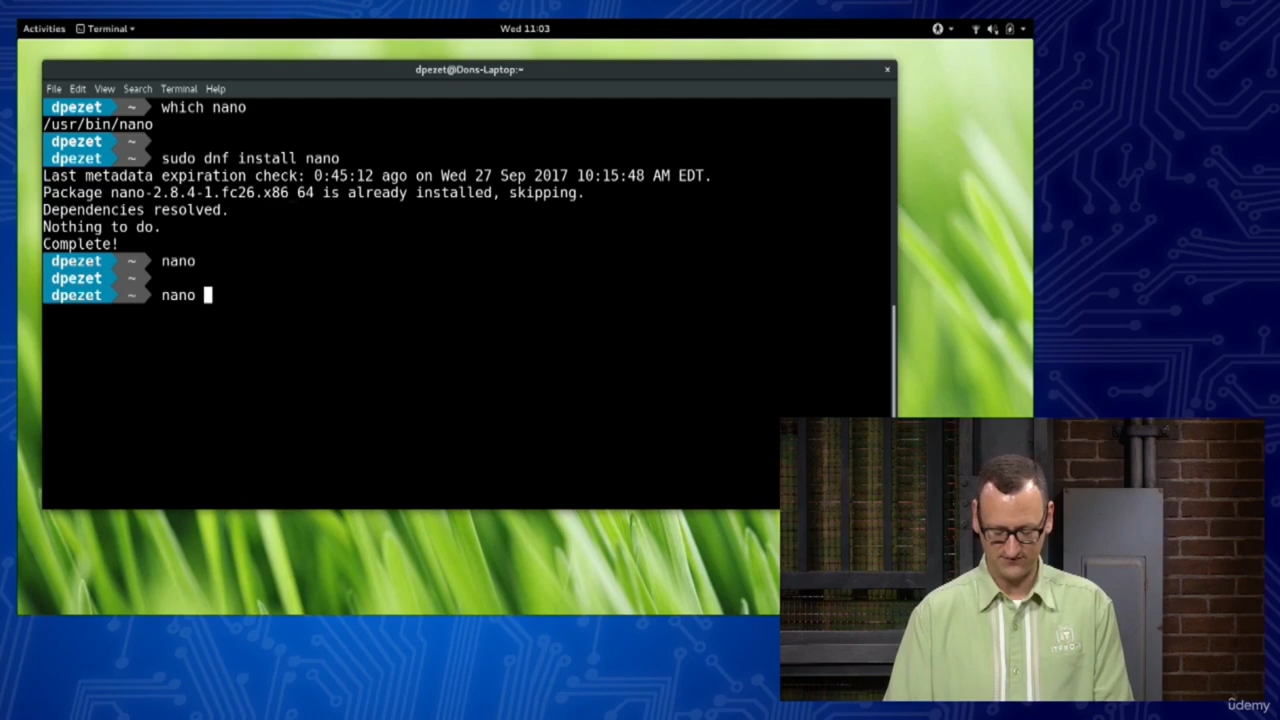 Activities Terminal Wed 11:03
dpezet@Dons-Laptop:~ ×
File Edit View Search Terminal Help
dpezet ~ which nano
/usr/bin/nano
dpezet ~
dpezet ~ sudo dnf install nano
Last metadata expiration check: 0:45:12 ago on Wed 27 Sep 2017 10:15:48 AM EDT.
Package nano-2.8.4-1.fc26.x86 64 is already installed, skipping.
Dependencies resolved.
Nothing to do.
Complete!
dpezet ~ nano
dpezet ~
dpezet ~ nano
iT
ITPRO
udemy